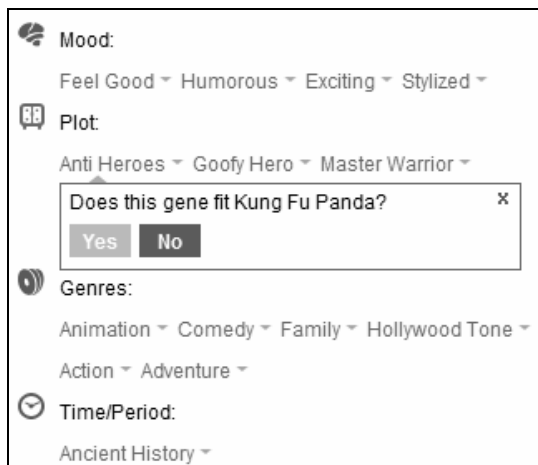 Mood:
Feel Good Humorous Exciting Stylized
Plot:
Anti Heroes Goofy Hero Master Warrior
Does this gene fit Kung Fu Panda? x
Yes No
Genres:
Animation Comedy Family Hollywood Tone
Action Adventure
Time/Period:
Ancient History